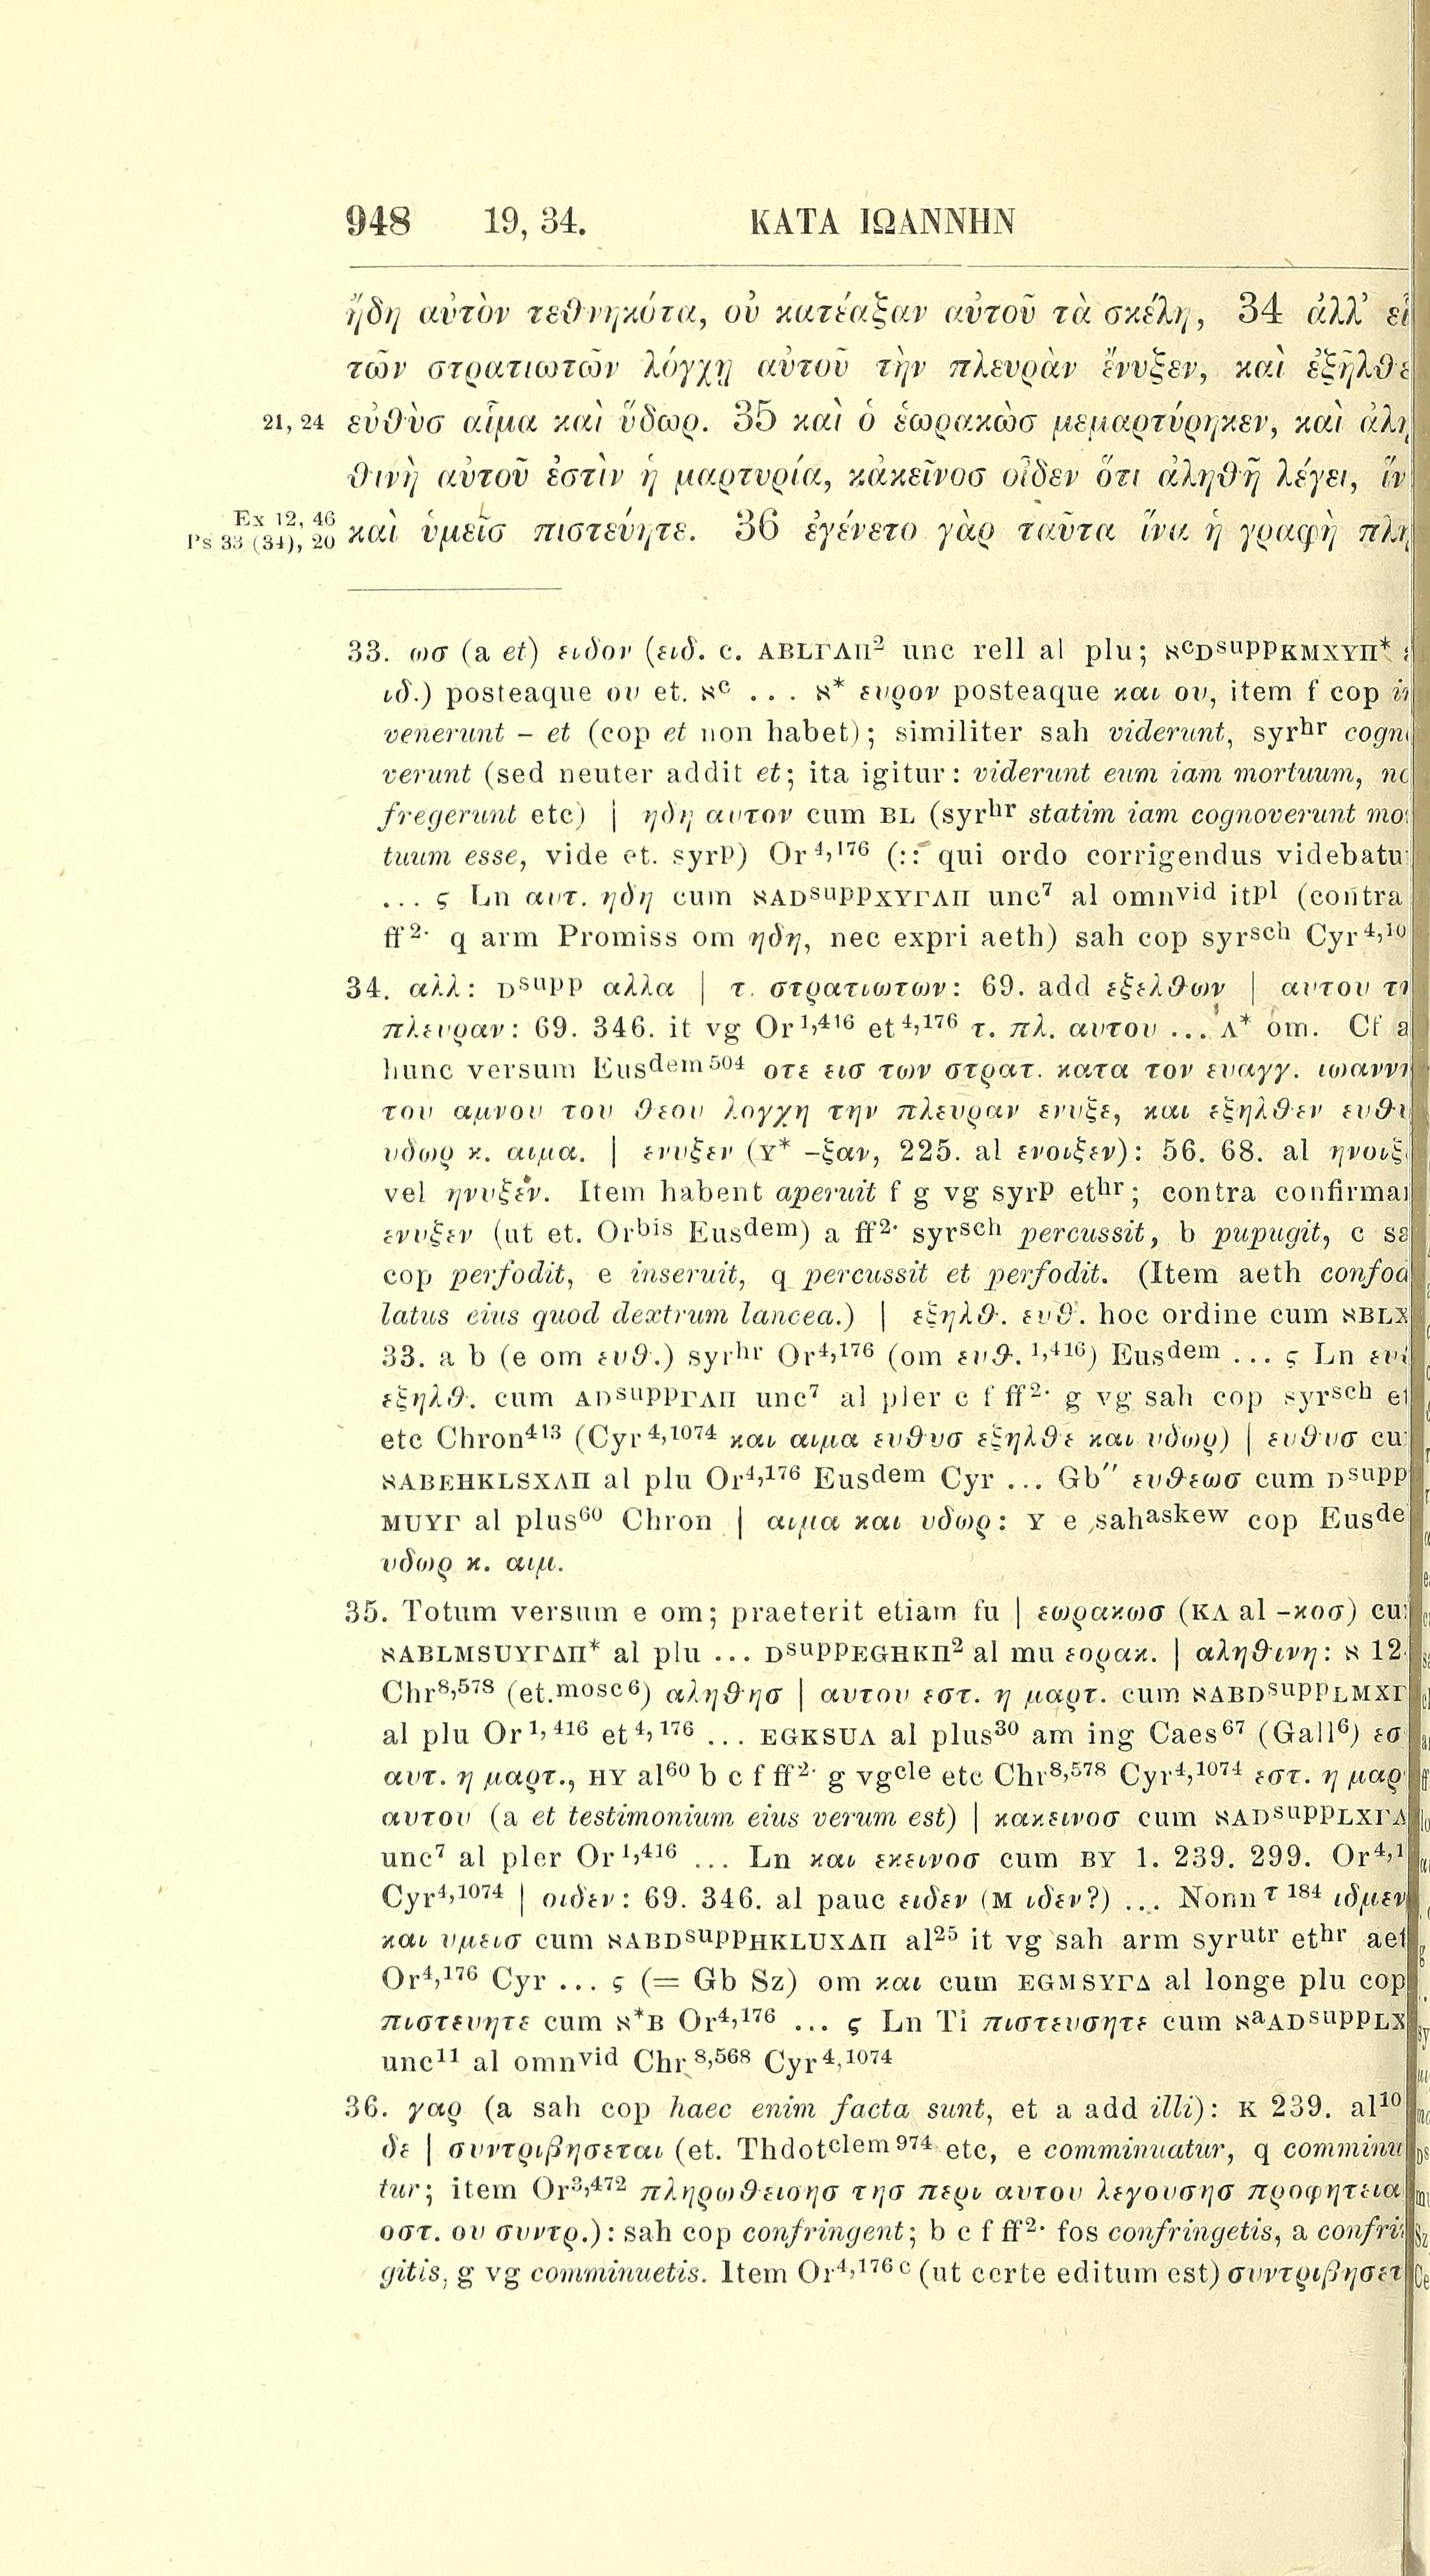 948 19, 34. ΚΑΤΑ ΙΩΑΝΝΗΝ
ἤδη αὐτὸν τεθνηκότα, οὐ κατέαξαν αὐτοῦ τὰ σκέλη, 34 ἀλλ’
τῶν στρατιωτῶν λόγχῃ αὐτοῦ τὴν πλευρὰν ἔνυξεν, καὶ ἐξῆλθε
21, 24 εὐθὺσ αἷμα καὶ ὕδωρ. 35 καὶ ὁ ἑωρακὼσ μεμαρτύρηκεν, καὶ ἀλη
θινὴ αὐτοῦ ἐστὶν ἡ μαρτυρία, κἀκεῖνοσ οἶδεν ὅτι ἀληθῆ λέγει, ἵν
Ex 12, 46
Ps 33 (34), 20 καὶ ὑμεῖσ πιστεύητε. 36 ἐγένετο γὰρ ταῦτα ἵνα ἡ γραφὴ πλη
33. ωσ (a et) ειδον (ειδ. c. ABLΓΔΠ² unc rell al plu; אᶜDˢᵘᵖᵖKMXYΠ*
ιδ.) posteaque ου et. אᶜ ... א* ευρον posteaque και ου, item f cop in
venerunt – et (cop et non habet); similiter sah viderunt, syrʰʳ cogno
verunt (sed neuter addit et; ita igitur: viderunt eum iam mortuum, no
fregerunt etc) | ηδη αυτον cum BL (syrʰʳ statim iam cognoverunt mo
tuum esse, vide et. syrᵖ) Or⁴,¹⁷⁶ (:: qui ordo corrigendus videbatu
... ς Ln αυτ. ηδη cum אADˢᵘᵖᵖXYΓΔΠ unc⁷ al omnᵛⁱᵈ itᵖˡ (contra
ff²· q arm Promiss om ηδη, nec expri aeth) sah cop syrˢᶜʰ Cyr⁴,¹⁰
34. αλλ: Dˢᵘᵖᵖ αλλα | τ. στρατιωτων: 69. add εξελθων | αυτου τη
πλευραν: 69. 346. it vg Or¹,⁴¹⁶ et⁴,¹⁷⁶ τ. πλ. αυτου ... Λ* om. Cf a
hunc versum Eusᵈᵉᵐ⁵⁰⁴ οτε εισ των στρατ. κατα τον ευαγγ. ιωαννη
του αμνου του θεου λογχη την πλευραν ενυξε, και εξηλθεν ευθυ
υδωρ κ. αιμα. | ενυξεν (Y* -ξαν, 225. al ενοιξεν): 56. 68. al ηνοιξ
vel ηνυξεν. Item habent aperuit f g vg syrᵖ etʰʳ; contra confirma
ενυξεν (ut et. Orᵇⁱˢ Eusᵈᵉᵐ) a ff²· syrˢᶜʰ percussit, b pupugit, c sa
cop perfodit, e inseruit, q percussit et perfodit. (Item aeth confod
latus eius quod dextrum lancea.) | εξηλθ. ευθ. hoc ordine cum אBLX
33. a b (e om ευθ.) syrʰʳ Or⁴,¹⁷⁶ (om ευθ. ¹,⁴¹⁶) Eusᵈᵉᵐ ... ς Ln ευ
εξηλθ. cum ADˢᵘᵖᵖΓΔΠ unc⁷ al pler c f ff²· g vg sah cop syrˢᶜʰ et
etc Chron⁴¹³ (Cyr⁴,¹⁰⁷⁴ και αιμα ευθυσ εξηλθε και υδωρ) | ευθυσ cu
אABEHKLSXΛΠ al plu Or⁴,¹⁷⁶ Eusᵈᵉᵐ Cyr ... Gb″ ευθεωσ cum Dˢᵘᵖᵖ
MUYΓ al plus⁶⁰ Chron | αιμα και υδωρ: Y e sahᵃˢᵏᵉʷ cop Eusᵈᵉ
υδωρ κ. αιμ.
35. Totum versum e om; praeterit etiam fu | εωρακωσ (KΛ al -κοσ) cu
אABLMSUYΓΔΠ* al plu ... DˢᵘᵖᵖEGHKΠ² al mu εορακ. | αληθινη: א 12
Chr⁸,⁵⁷⁸ (et.ᵐᵒˢᶜ⁶) αληθησ | αυτου εστ. η μαρτ. cum אABDˢᵘᵖᵖLMXΓ
al plu Or¹,⁴¹⁶ et⁴,¹⁷⁶ ... EGKSUΛ al plus³⁰ am ing Caes⁶⁷ (Gall⁶) εσ
αυτ. η μαρτ., HY al⁶⁰ b c f ff²· g vgᶜˡᵉ etc Chr⁸,⁵⁷⁸ Cyr⁴,¹⁰⁷⁴ εστ. η μαρ
αυτου (a et testimonium eius verum est) | κακεινοσ cum אADˢᵘᵖᵖLXΓΔ
unc⁷ al pler Or¹,⁴¹⁶ ... Ln και εκεινοσ cum BY 1. 239. 299. Or⁴,¹
Cyr⁴,¹⁰⁷⁴ | οιδεν: 69. 346. al pauc ειδεν (M ιδεν?) ... Nonn τ ¹⁸⁴ ιδμεν
και υμεισ cum אABDˢᵘᵖᵖHKLUXΛΠ al²⁵ it vg sah arm syrᵘᵗʳ etʰʳ aet
Or⁴,¹⁷⁶ Cyr ... ς (= Gb Sz) om και cum EGMSYΓΔ al longe plu cop
πιστευητε cum א*B Or⁴,¹⁷⁶ ... ς Ln Ti πιστευσητε cum אᵃADˢᵘᵖᵖLX
unc¹¹ al omnᵛⁱᵈ Chr ⁸,⁵⁶⁸ Cyr⁴,¹⁰⁷⁴
36. γαρ (a sah cop haec enim facta sunt, et a add illi): K 239. al¹⁰
δε | συντριβησεται (et. Thdotᶜˡᵉᵐ ⁹⁷⁴ etc, e comminuatur, q comminu
tur; item Or³,⁴⁷² πληρωθεισησ τησ περι αυτου λεγουσησ προφητεια
οστ. ου συντρ.): sah cop confringent; b c f ff²· fos confringetis, a confri
gitis, g vg comminuetis. Item Or⁴,¹⁷⁶ ᶜ (ut certe editum est) συντριβησετ